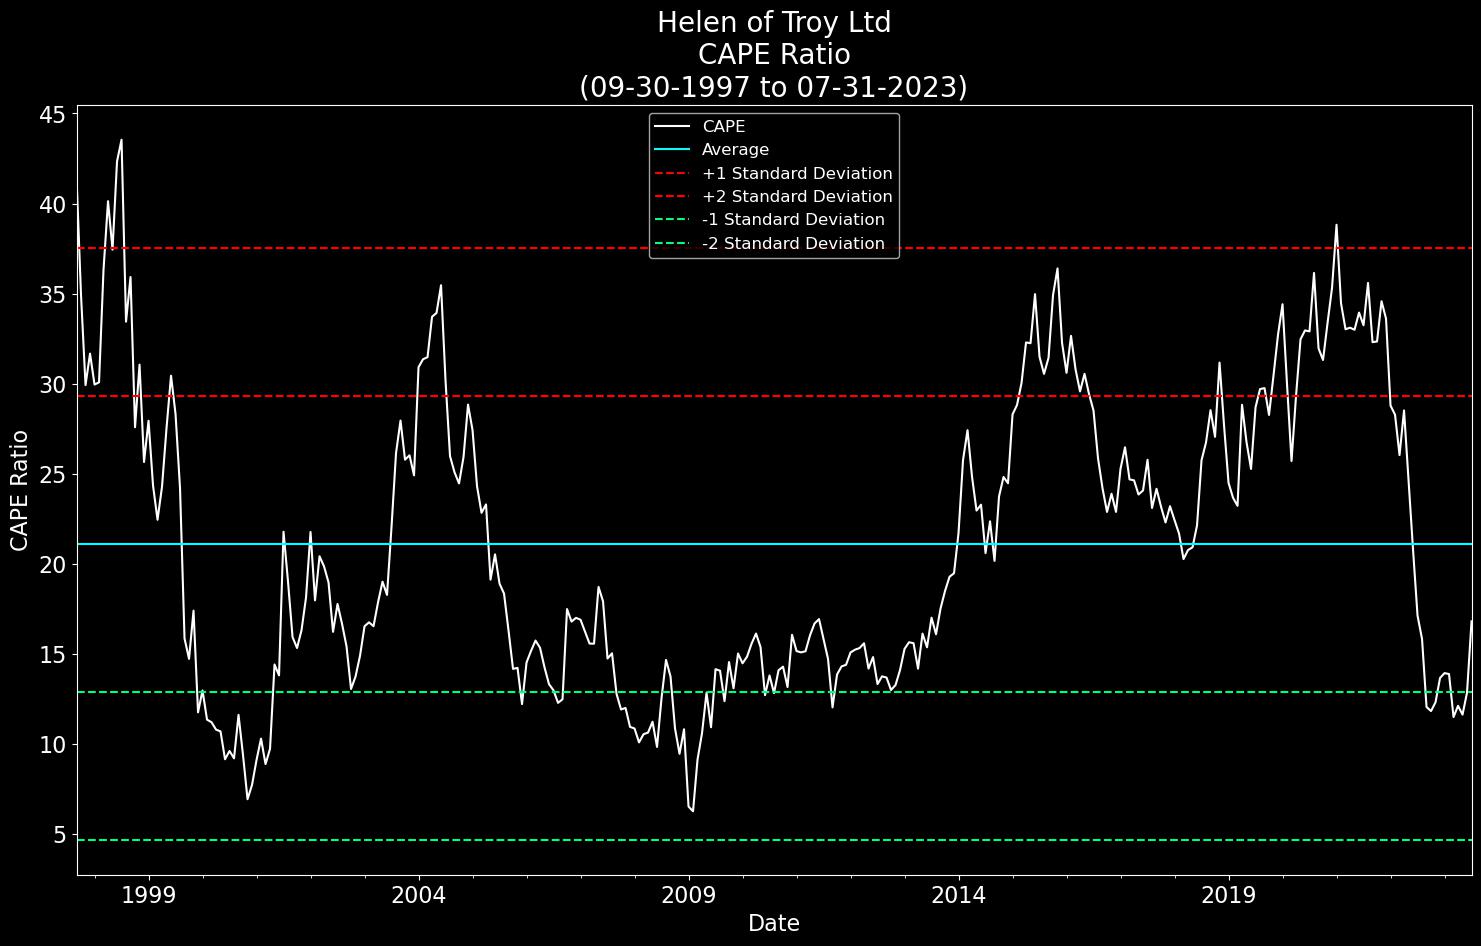 Helen of Troy Ltd
CAPE Ratio
(09-30-1997 to 07-31-2023)
CAPE
Average
+1 Standard Deviation
+2 Standard Deviation
-1 Standard Deviation
-2 Standard Deviation
CAPE Ratio
45
40
35
30
25
20
15
10
5
1999
2004
2009
2014
2019
Date